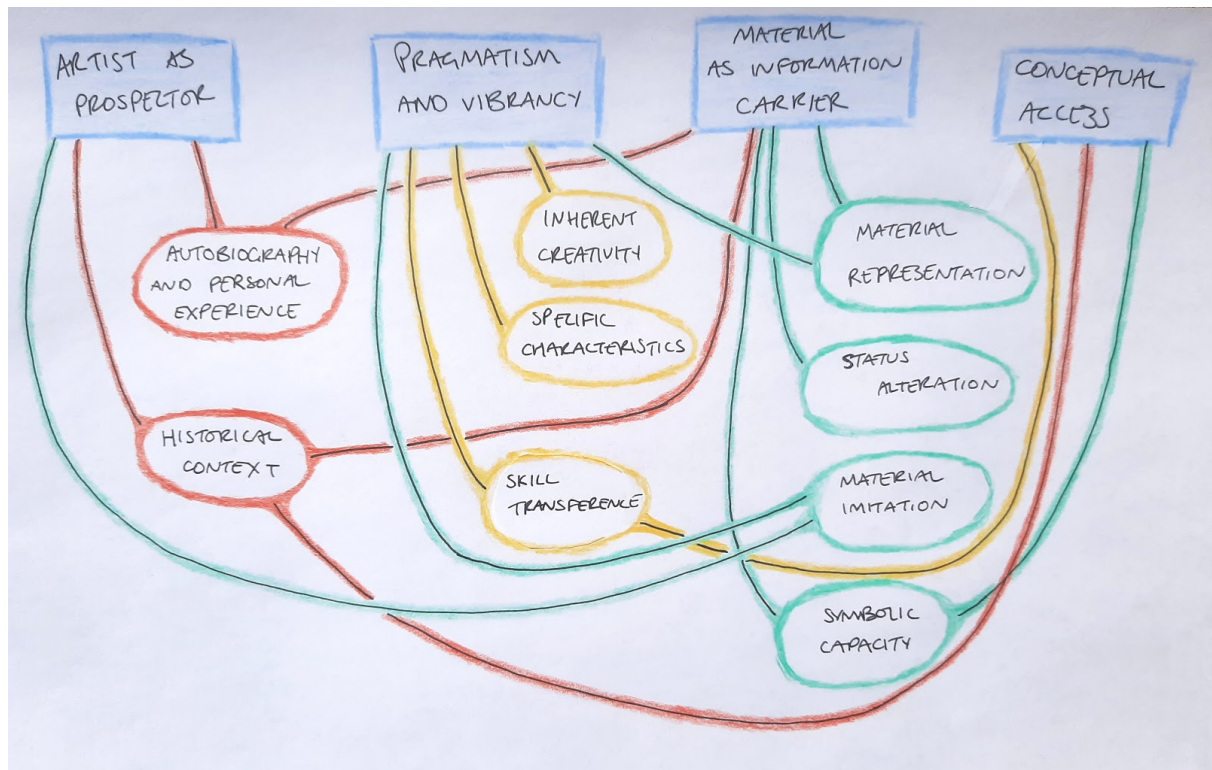 ARTIST AS
PROSPECTOR
PRAGMATISM
AND VIBRANCY
MATERIAL
AS INFORMATION
CARRIER
CONCEPTUAL
ACCESS
AUTOBIOGRAPHY
AND PERSONAL
EXPERIENCE
INHERENT
CREATIVITY
MATERIAL
REPRESENTATION
SPECIFIC
CHARACTERISTICS
STATUS
ALTERATION
HISTORICAL
CONTEXT
SKILL
TRANSFERENCE
MATERIAL
IMITATION
SYMBOLIC
CAPACITY